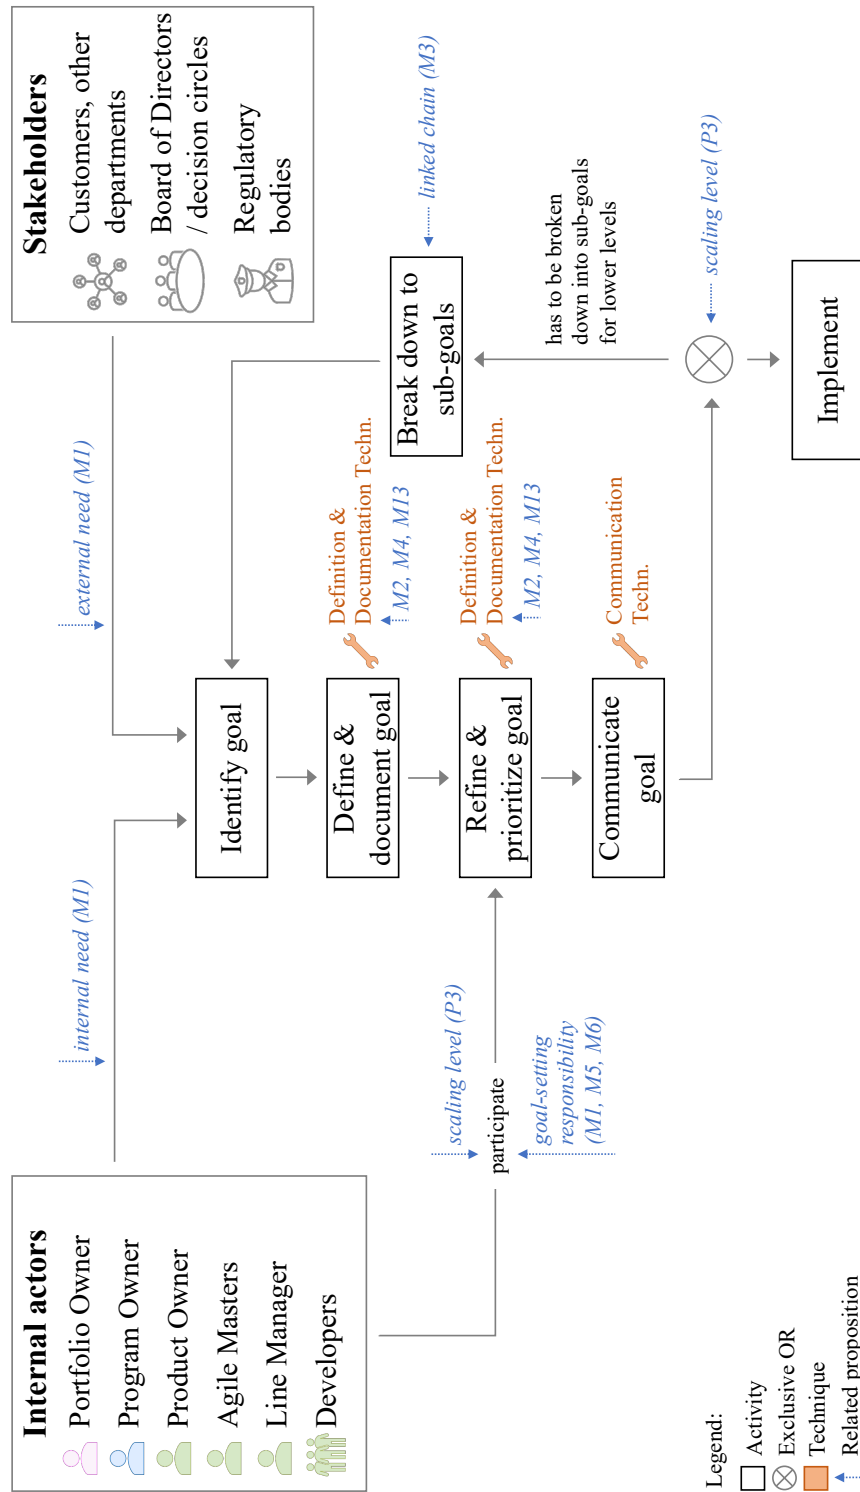 Internal actors
Portfolio Owner
Program Owner
Product Owner
Agile Masters
Line Manager
Developers
internal need (M1)
external need (M1)
Stakeholders
Customers, other
departments
Board of Directors
/ decision circles
Regulatory
bodies
Identify goal
Define &
document goal
Definition &
Documentation Techn.
M2, M4, M13
Refine &
prioritize goal
Definition &
Documentation Techn.
M2, M4, M13
Communicate
goal
Communication
Techn.
scaling level (P3)
participate
goal-setting
responsibility
(M1, M5, M6)
Break down to
sub-goals
linked chain (M3)
has to be broken
down into sub-goals
for lower levels
scaling level (P3)
Implement
Legend:
Activity
Exclusive OR
Technique
Related proposition